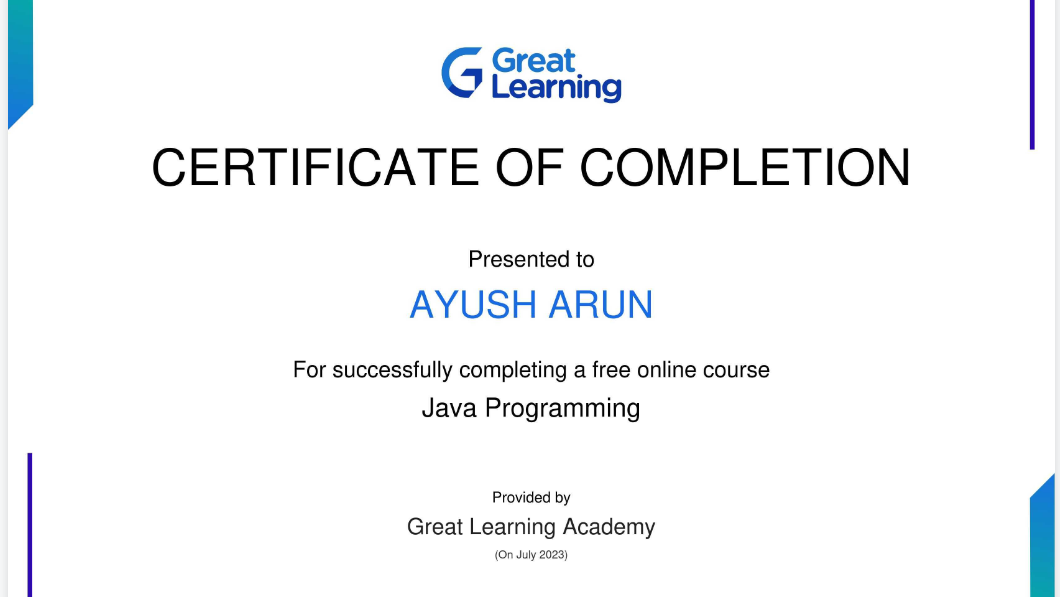 Great
Learning
CERTIFICATE OF COMPLETION
Presented to
AYUSH ARUN
For successfully completing a free online course
Java Programming
Provided by
Great Learning Academy
(On July 2023)